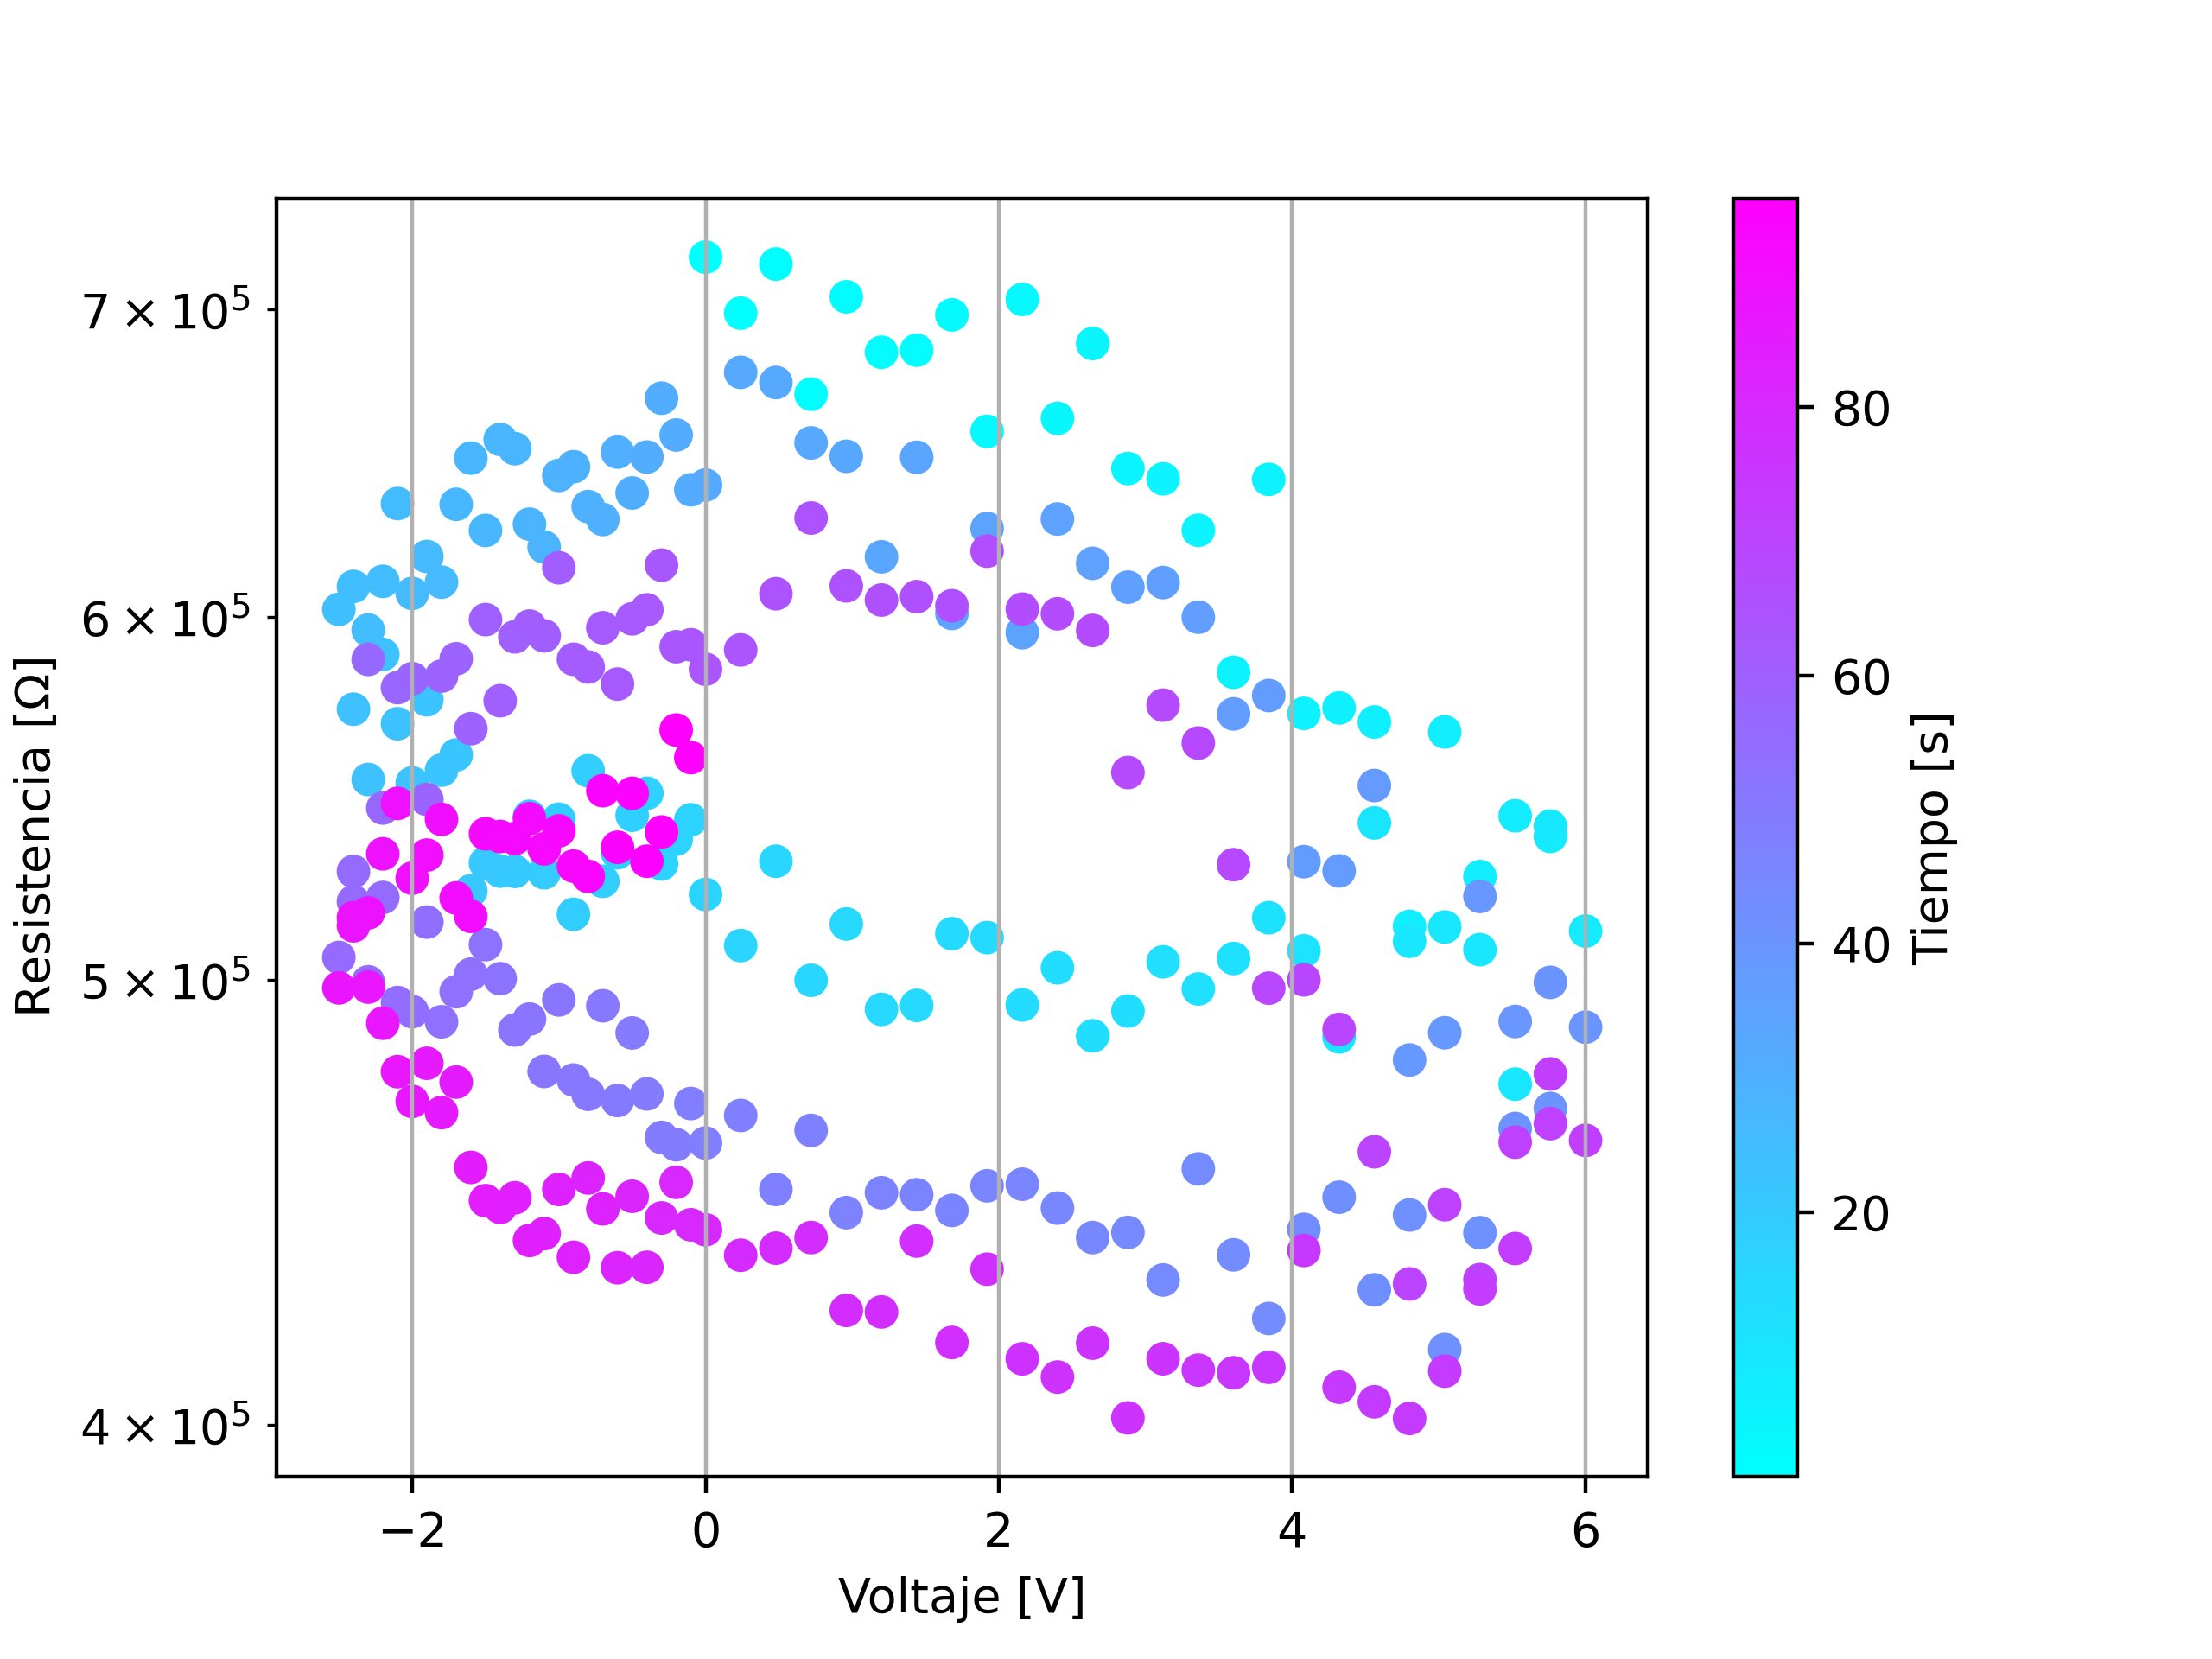 Resistencia [Ω]
7 × 10⁵
6 × 10⁵
5 × 10⁵
4 × 10⁵
−2
0
2
4
6
Voltaje [V]
80
60
40
20
Tiempo [s]